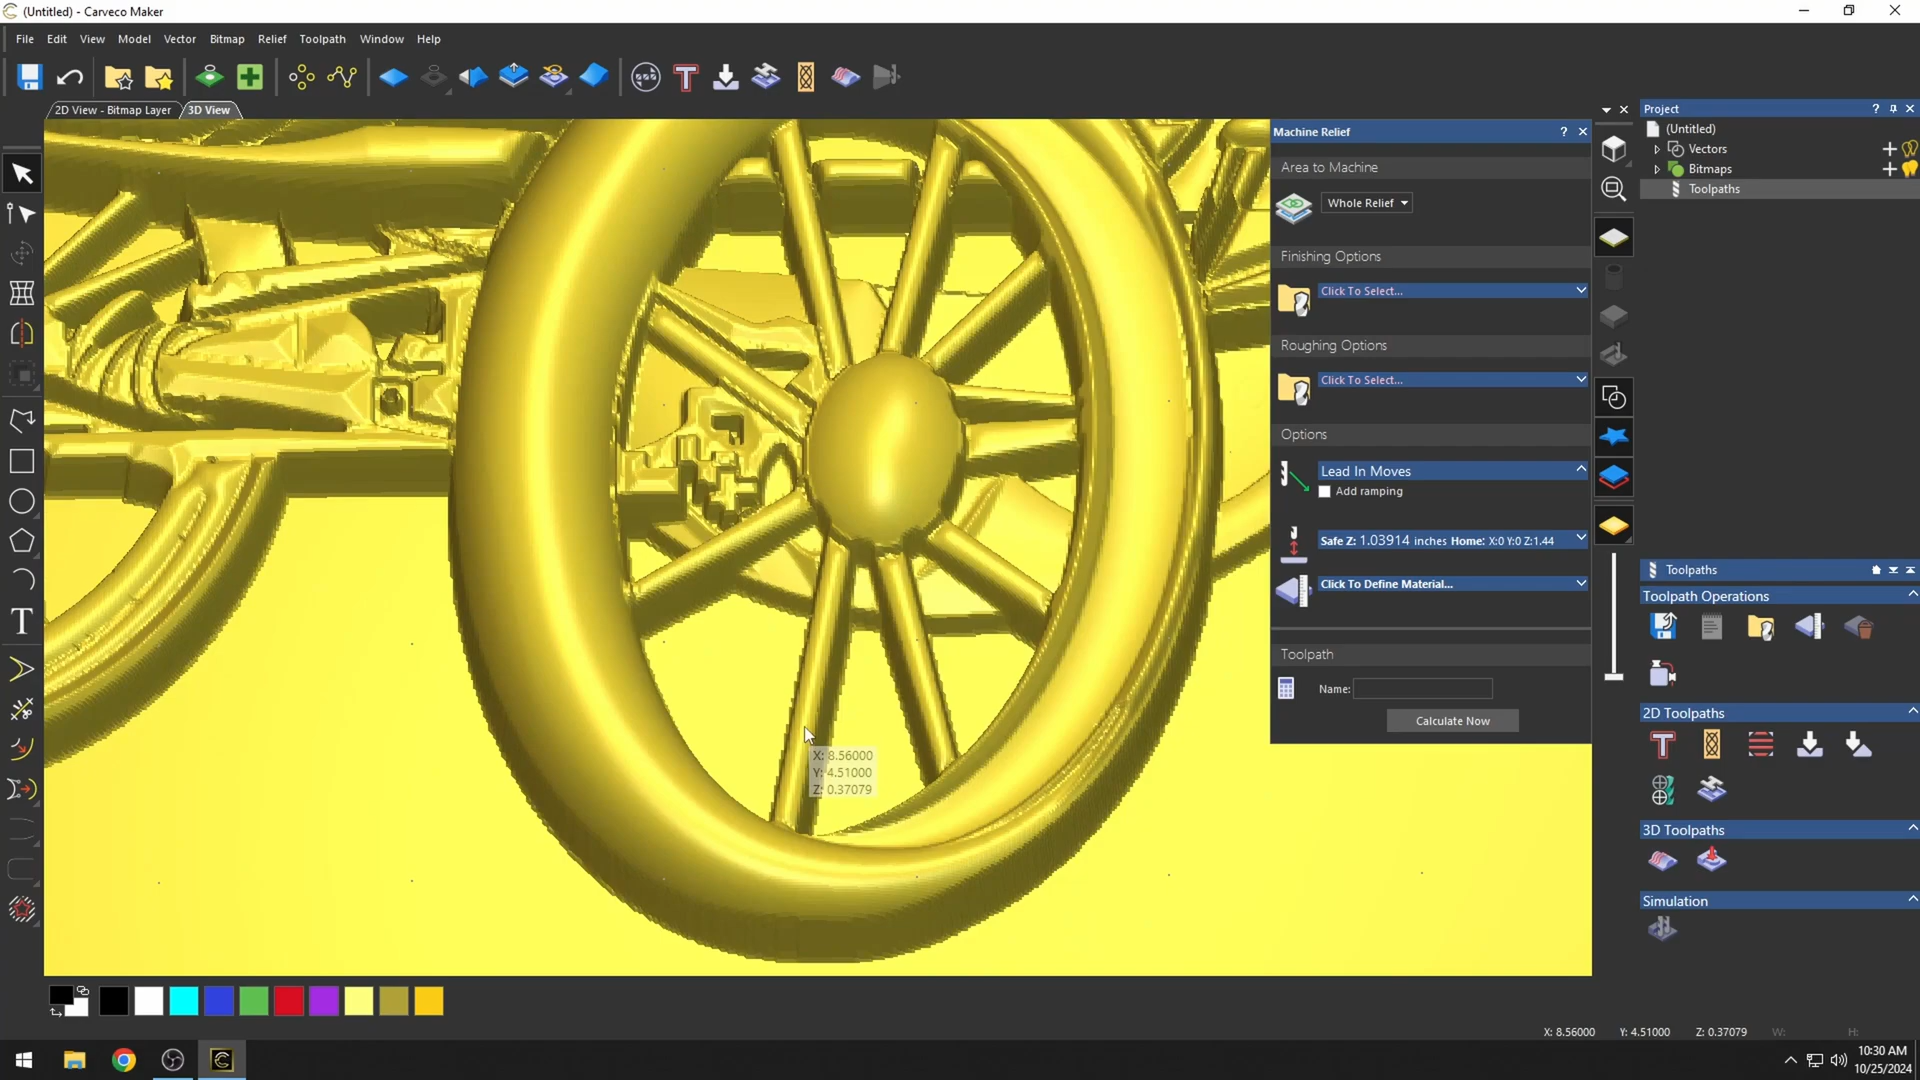 (Untitled) - Carveco Maker
File Edit View Model Vector Bitmap Relief Toolpath Window Help
2D View - Bitmap Layer 3D View
Project
(Untitled)
Vectors
Bitmaps
Toolpaths
Machine Relief
Area to Machine
Whole Relief
Finishing Options
Click To Select...
Roughing Options
Click To Select...
Options
Lead In Moves
Add ramping
Safe Z: 1.03914 inches Home: X:0 Y:0 Z:1.44
Click To Define Material...
Toolpath
Name:
Calculate Now
X: 8.56000
Y: 4.51000
Z: 0.37079
Toolpaths
Toolpath Operations
2D Toolpaths
3D Toolpaths
Simulation
X: 8.56000 Y: 4.51000 Z: 0.37079 W: H:
10:30 AM
10/25/2024